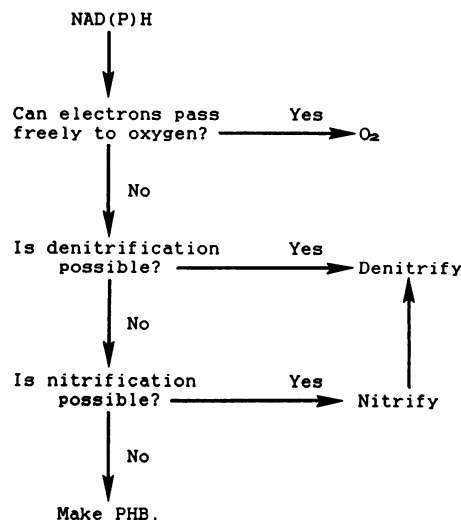 NAD(P)H
Can electrons pass
freely to oxygen?
Yes
O₂
No
Is denitrification
possible?
Yes
Denitrify
No
Is nitrification
possible?
Yes
Nitrify
No
Make PHB.